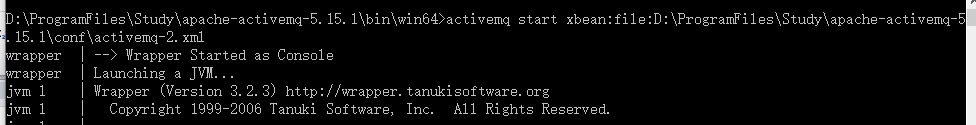 D:\ProgramFiles\Study\apache-activemq-5.15.1\bin\win64>activemq start xbean:file:D:\ProgramFiles\Study\apache-activemq-5
.15.1\conf\activemq-2.xml
wrapper  | --> Wrapper Started as Console
wrapper  | Launching a JVM...
jvm 1    | Wrapper (Version 3.2.3) http://wrapper.tanukisoftware.org
jvm 1    |   Copyright 1999-2006 Tanuki Software, Inc.  All Rights Reserved.